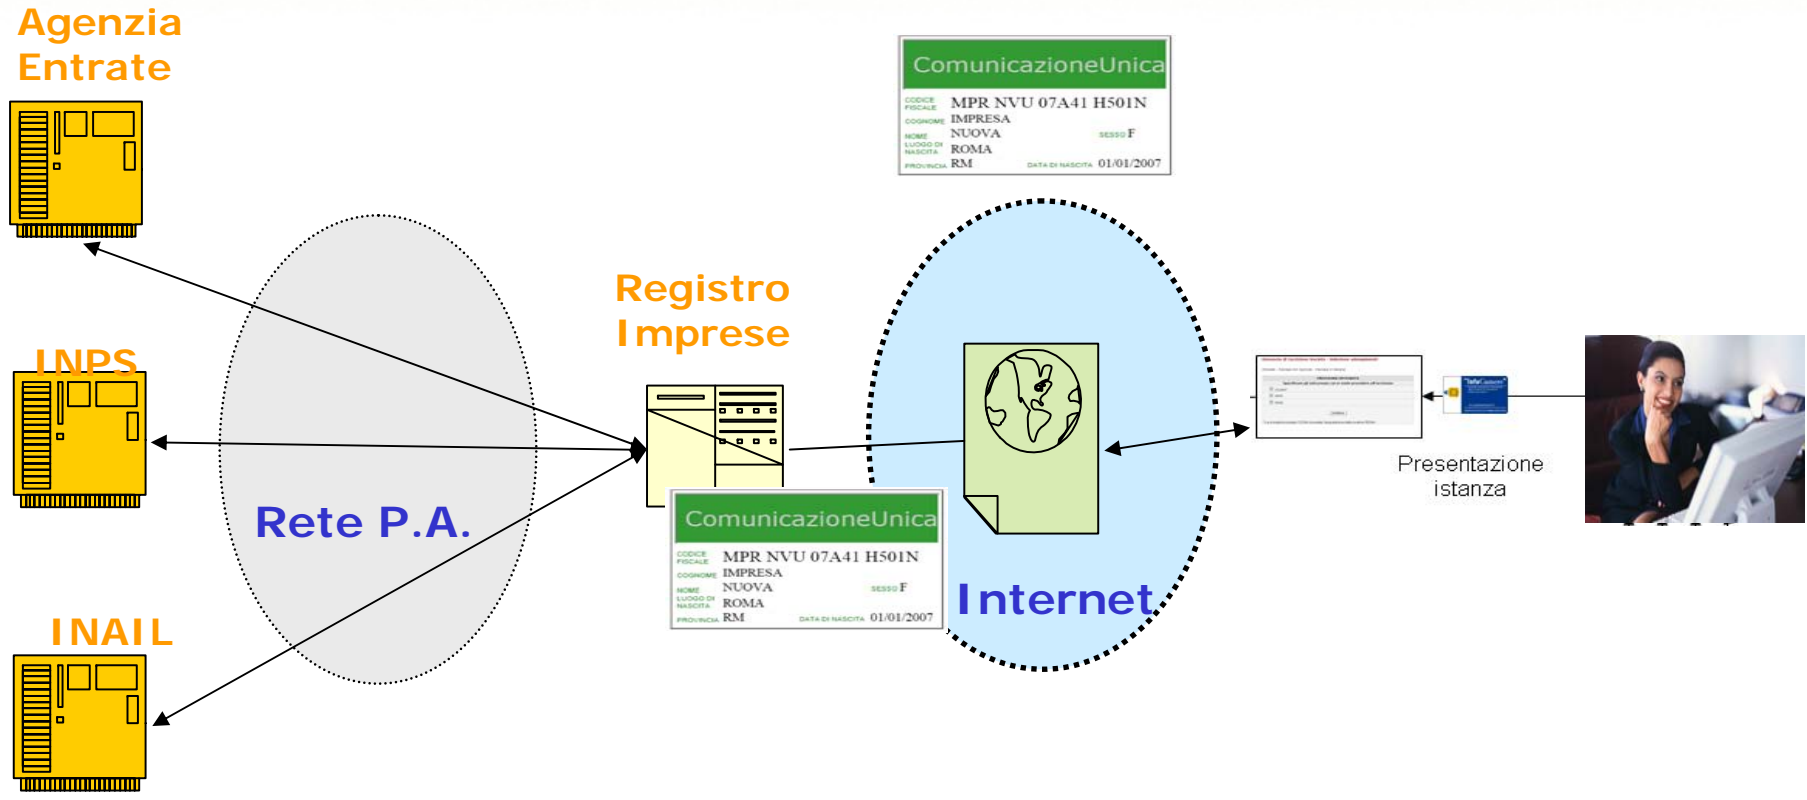 Agenzia
Entrate
ComunicazioneUnica
CODICE
FISCALE MPR NVU 07A41 H501N
COGNOME IMPRESA
NOME NUOVA SESSO F
LUOGO DI
NASCITA ROMA
PROVINCIA RM DATA DI NASCITA 01/01/2007
Registro
Imprese
INPS
Presentazione
istanza
Rete P.A.
ComunicazioneUnica
CODICE
FISCALE MPR NVU 07A41 H501N
COGNOME IMPRESA
NOME NUOVA SESSO F
LUOGO DI
NASCITA ROMA
PROVINCIA RM DATA DI NASCITA 01/01/2007
Internet
INAIL